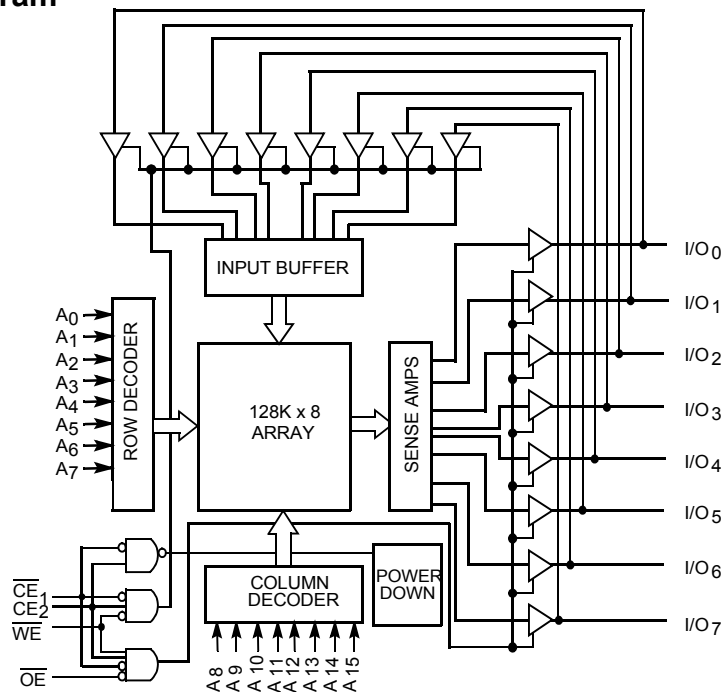 INPUT BUFFER
I/O0
I/O1
I/O2
I/O3
I/O4
I/O5
I/O6
I/O7
A0
A1
A2
A3
A4
A5
A6
A7
ROW DECODER
128K x 8
ARRAY
SENSE AMPS
COLUMN
DECODER
POWER
DOWN
CE1
CE2
WE
OE
A8
A9
A10
A11
A12
A13
A14
A15